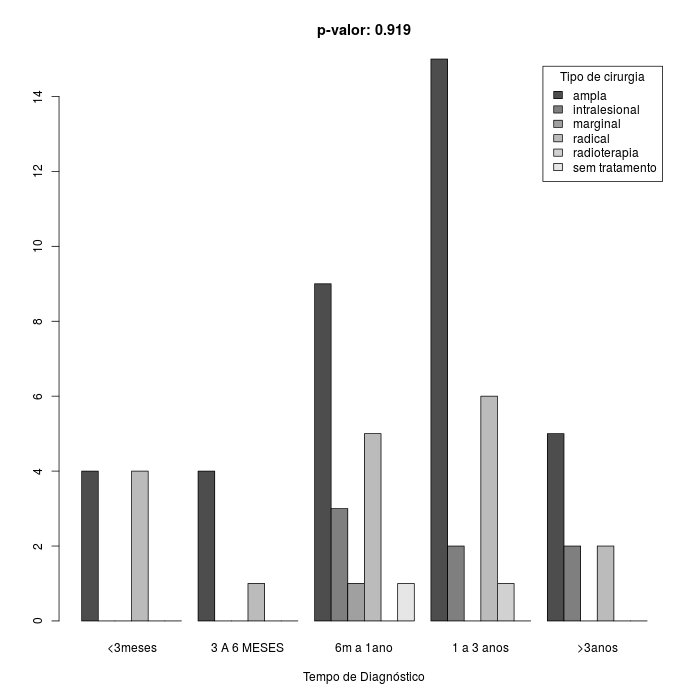 p-valor: 0.919
Tipo de cirurgia
ampla
intralesional
marginal
radical
radioterapia
sem tratamento
14
12
10
8
6
4
2
0
<3meses
3 A 6 MESES
6m a 1ano
1 a 3 anos
>3anos
Tempo de Diagnóstico